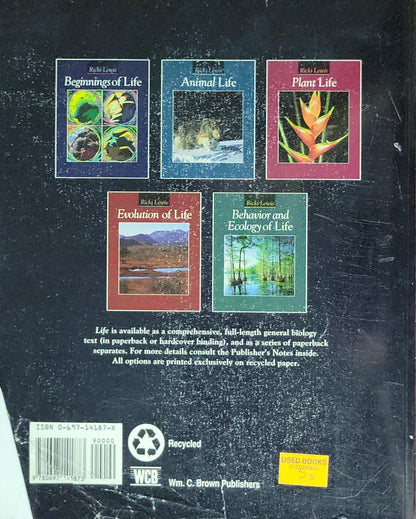 Ricki Lewis
Beginnings of Life
Ricki Lewis
Animal Life
Ricki Lewis
Plant Life
Ricki Lewis
Evolution of Life
Ricki Lewis
Behavior and
Ecology of Life
Life is available as a comprehensive, full-length general biology
text (in paperback or hardcover binding), and as a series of paperback
separates. For more details consult the Publisher's Notes inside.
All options are printed exclusively on recycled paper.
ISBN 0-697-14187-X
90000
9 780697 141873
Recycled
WCB
Wm. C. Brown Publishers
USED BOOKS